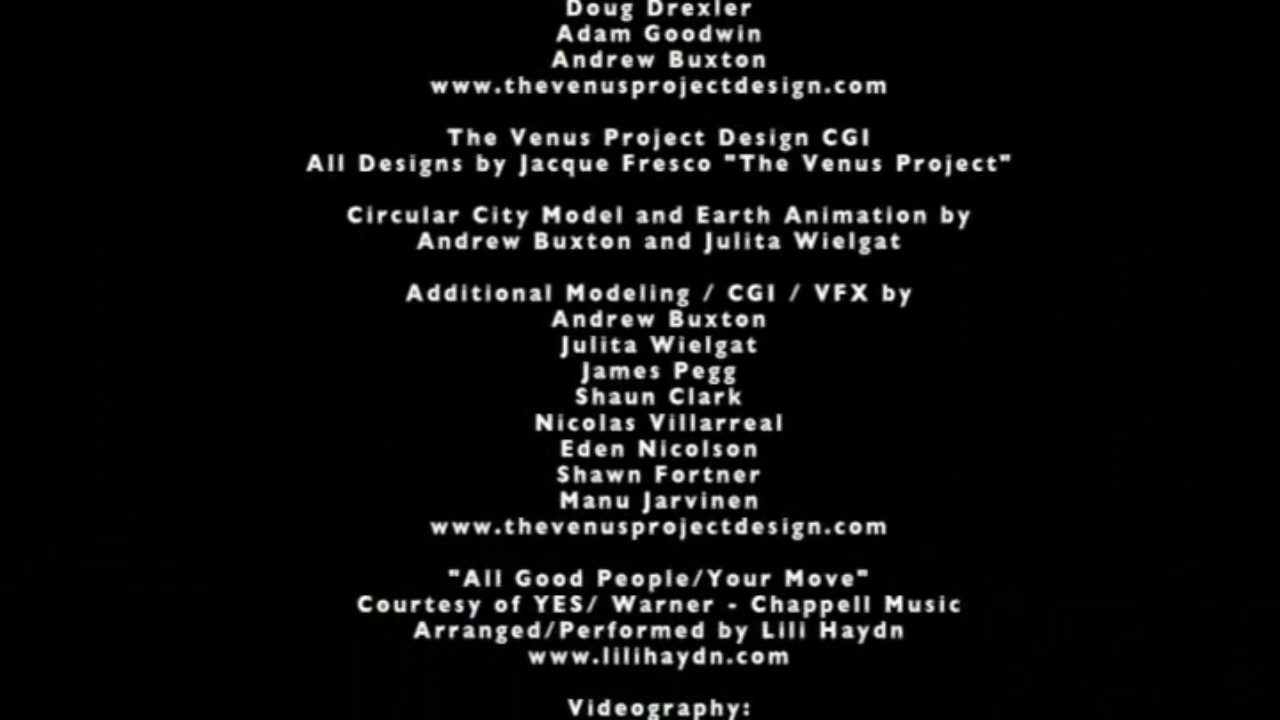 Doug Drexler
Adam Goodwin
Andrew Buxton
www.thevenusprojectdesign.com
The Venus Project Design CGI
All Designs by Jacque Fresco "The Venus Project"
Circular City Model and Earth Animation by
Andrew Buxton and Julita Wielgat
Additional Modeling / CGI / VFX by
Andrew Buxton
Julita Wielgat
James Pegg
Shaun Clark
Nicolas Villarreal
Eden Nicolson
Shawn Fortner
Manu Jarvinen
www.thevenusprojectdesign.com
"All Good People/Your Move"
Courtesy of YES/ Warner - Chappell Music
Arranged/Performed by Lili Haydn
www.lilihaydn.com
Videography: